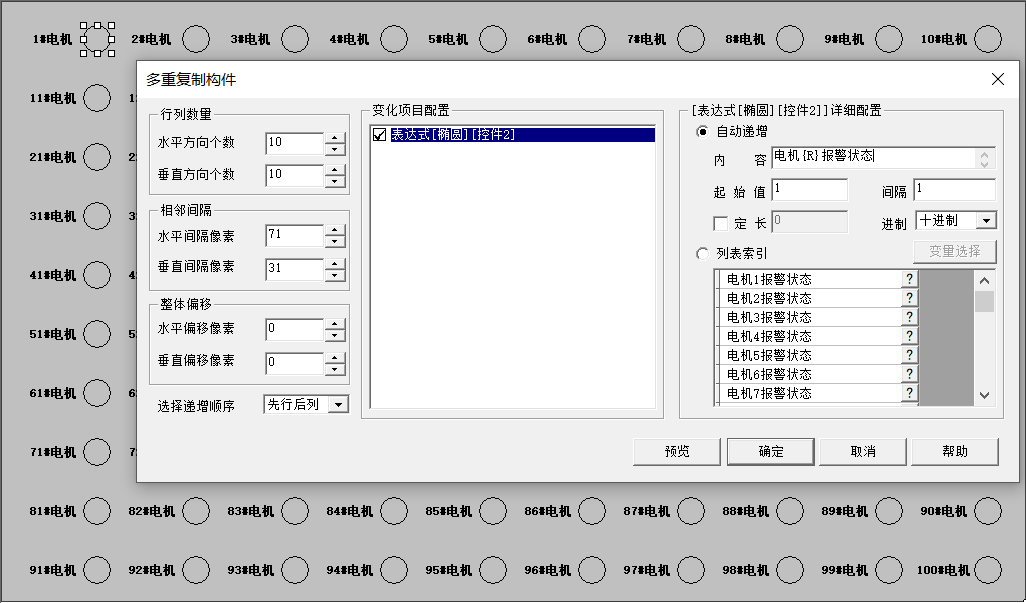 1#电机 2#电机 3#电机 4#电机 5#电机 6#电机 7#电机 8#电机 9#电机 10#电机
多重复制构件
11#电机
21#电机
31#电机
41#电机
51#电机
61#电机
71#电机
行列数量
水平方向个数 10
垂直方向个数 10
相邻间隔
水平间隔像素 71
垂直间隔像素 31
整体偏移
水平偏移像素 0
垂直偏移像素 0
选择递增顺序 先行后列
变化项目配置
表达式[椭圆][控件2]
[表达式[椭圆][控件2]]详细配置
自动递增
内 容 电机{R}报警状态
起 始 值 1 间隔 1
定 长 0 进制 十进制
列表索引 变量选择
电机1报警状态 ?
电机2报警状态 ?
电机3报警状态 ?
电机4报警状态 ?
电机5报警状态 ?
电机6报警状态 ?
电机7报警状态 ?
预览 确定 取消 帮助
81#电机 82#电机 83#电机 84#电机 85#电机 86#电机 87#电机 88#电机 89#电机 90#电机
91#电机 92#电机 93#电机 94#电机 95#电机 96#电机 97#电机 98#电机 99#电机 100#电机